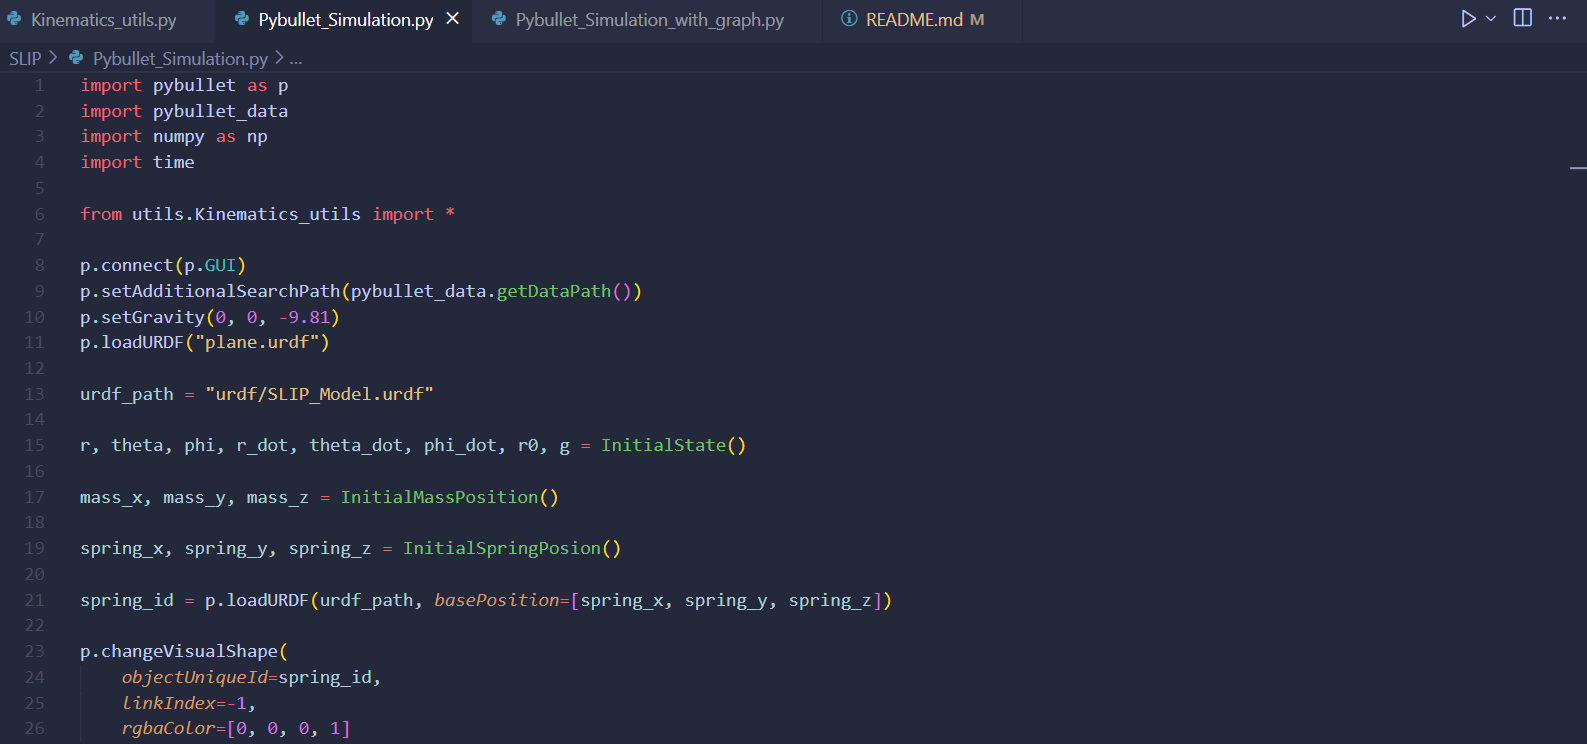 Kinematics_utils.py Pybullet_Simulation.py Pybullet_Simulation_with_graph.py README.md M
SLIP > Pybullet_Simulation.py > ...
1 import pybullet as p
2 import pybullet_data
3 import numpy as np
4 import time
5
6 from utils.Kinematics_utils import *
7
8 p.connect(p.GUI)
9 p.setAdditionalSearchPath(pybullet_data.getDataPath())
10 p.setGravity(0, 0, -9.81)
11 p.loadURDF("plane.urdf")
12
13 urdf_path = "urdf/SLIP_Model.urdf"
14
15 r, theta, phi, r_dot, theta_dot, phi_dot, r0, g = InitialState()
16
17 mass_x, mass_y, mass_z = InitialMassPosition()
18
19 spring_x, spring_y, spring_z = InitialSpringPosion()
20
21 spring_id = p.loadURDF(urdf_path, basePosition=[spring_x, spring_y, spring_z])
22
23 p.changeVisualShape(
24     objectUniqueId=spring_id,
25     linkIndex=-1,
26     rgbaColor=[0, 0, 0, 1]